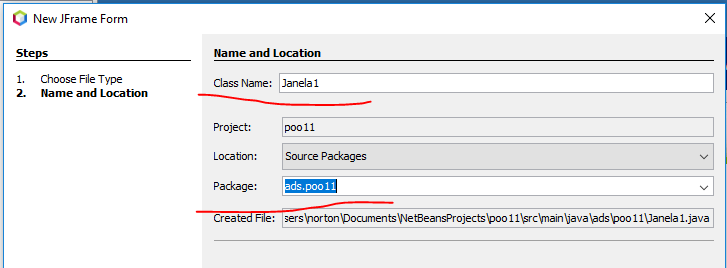 New JFrame Form
Steps
1. Choose File Type
2. Name and Location
Name and Location
Class Name: Janela1
Project: poo11
Location: Source Packages
Package: ads.poo11
Created File: sers\norton\Documents\NetBeansProjects\poo11\src\main\java\ads\poo11\Janela1.java